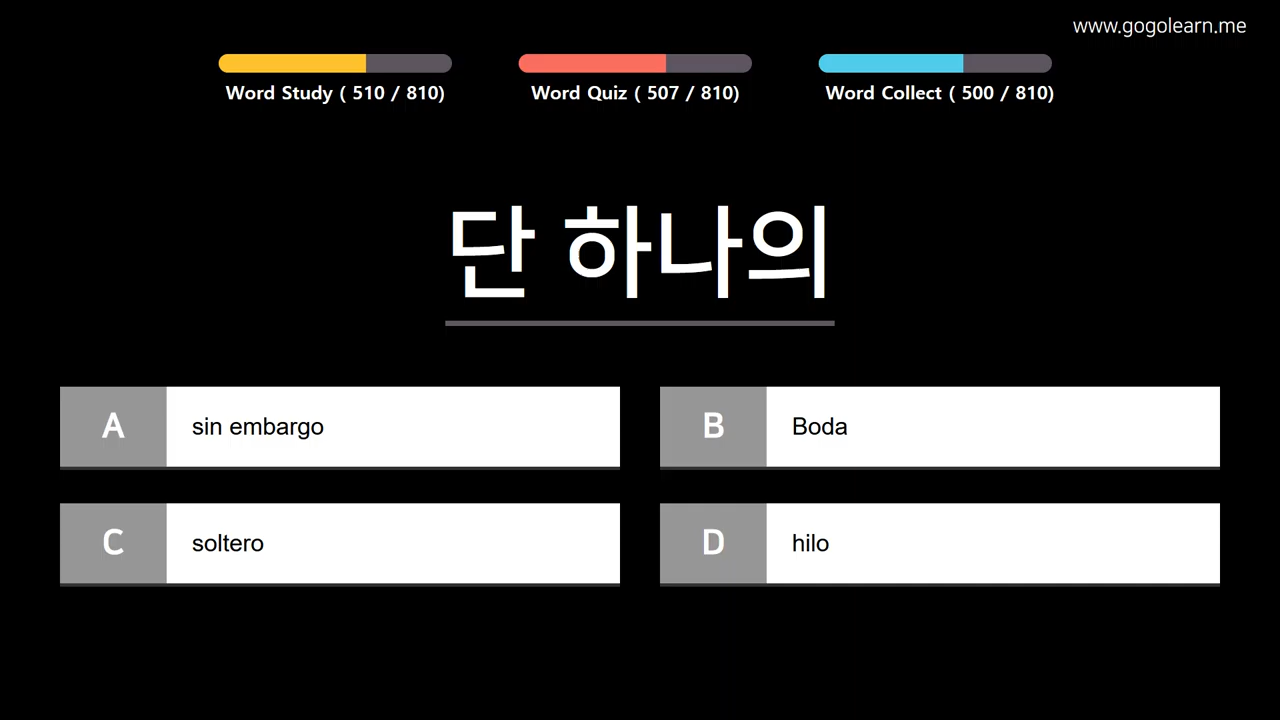 www.gogolearn.me
Word Study ( 510 / 810)
Word Quiz ( 507 / 810)
Word Collect ( 500 / 810)
단 하나의
A sin embargo
B Boda
C soltero
D hilo